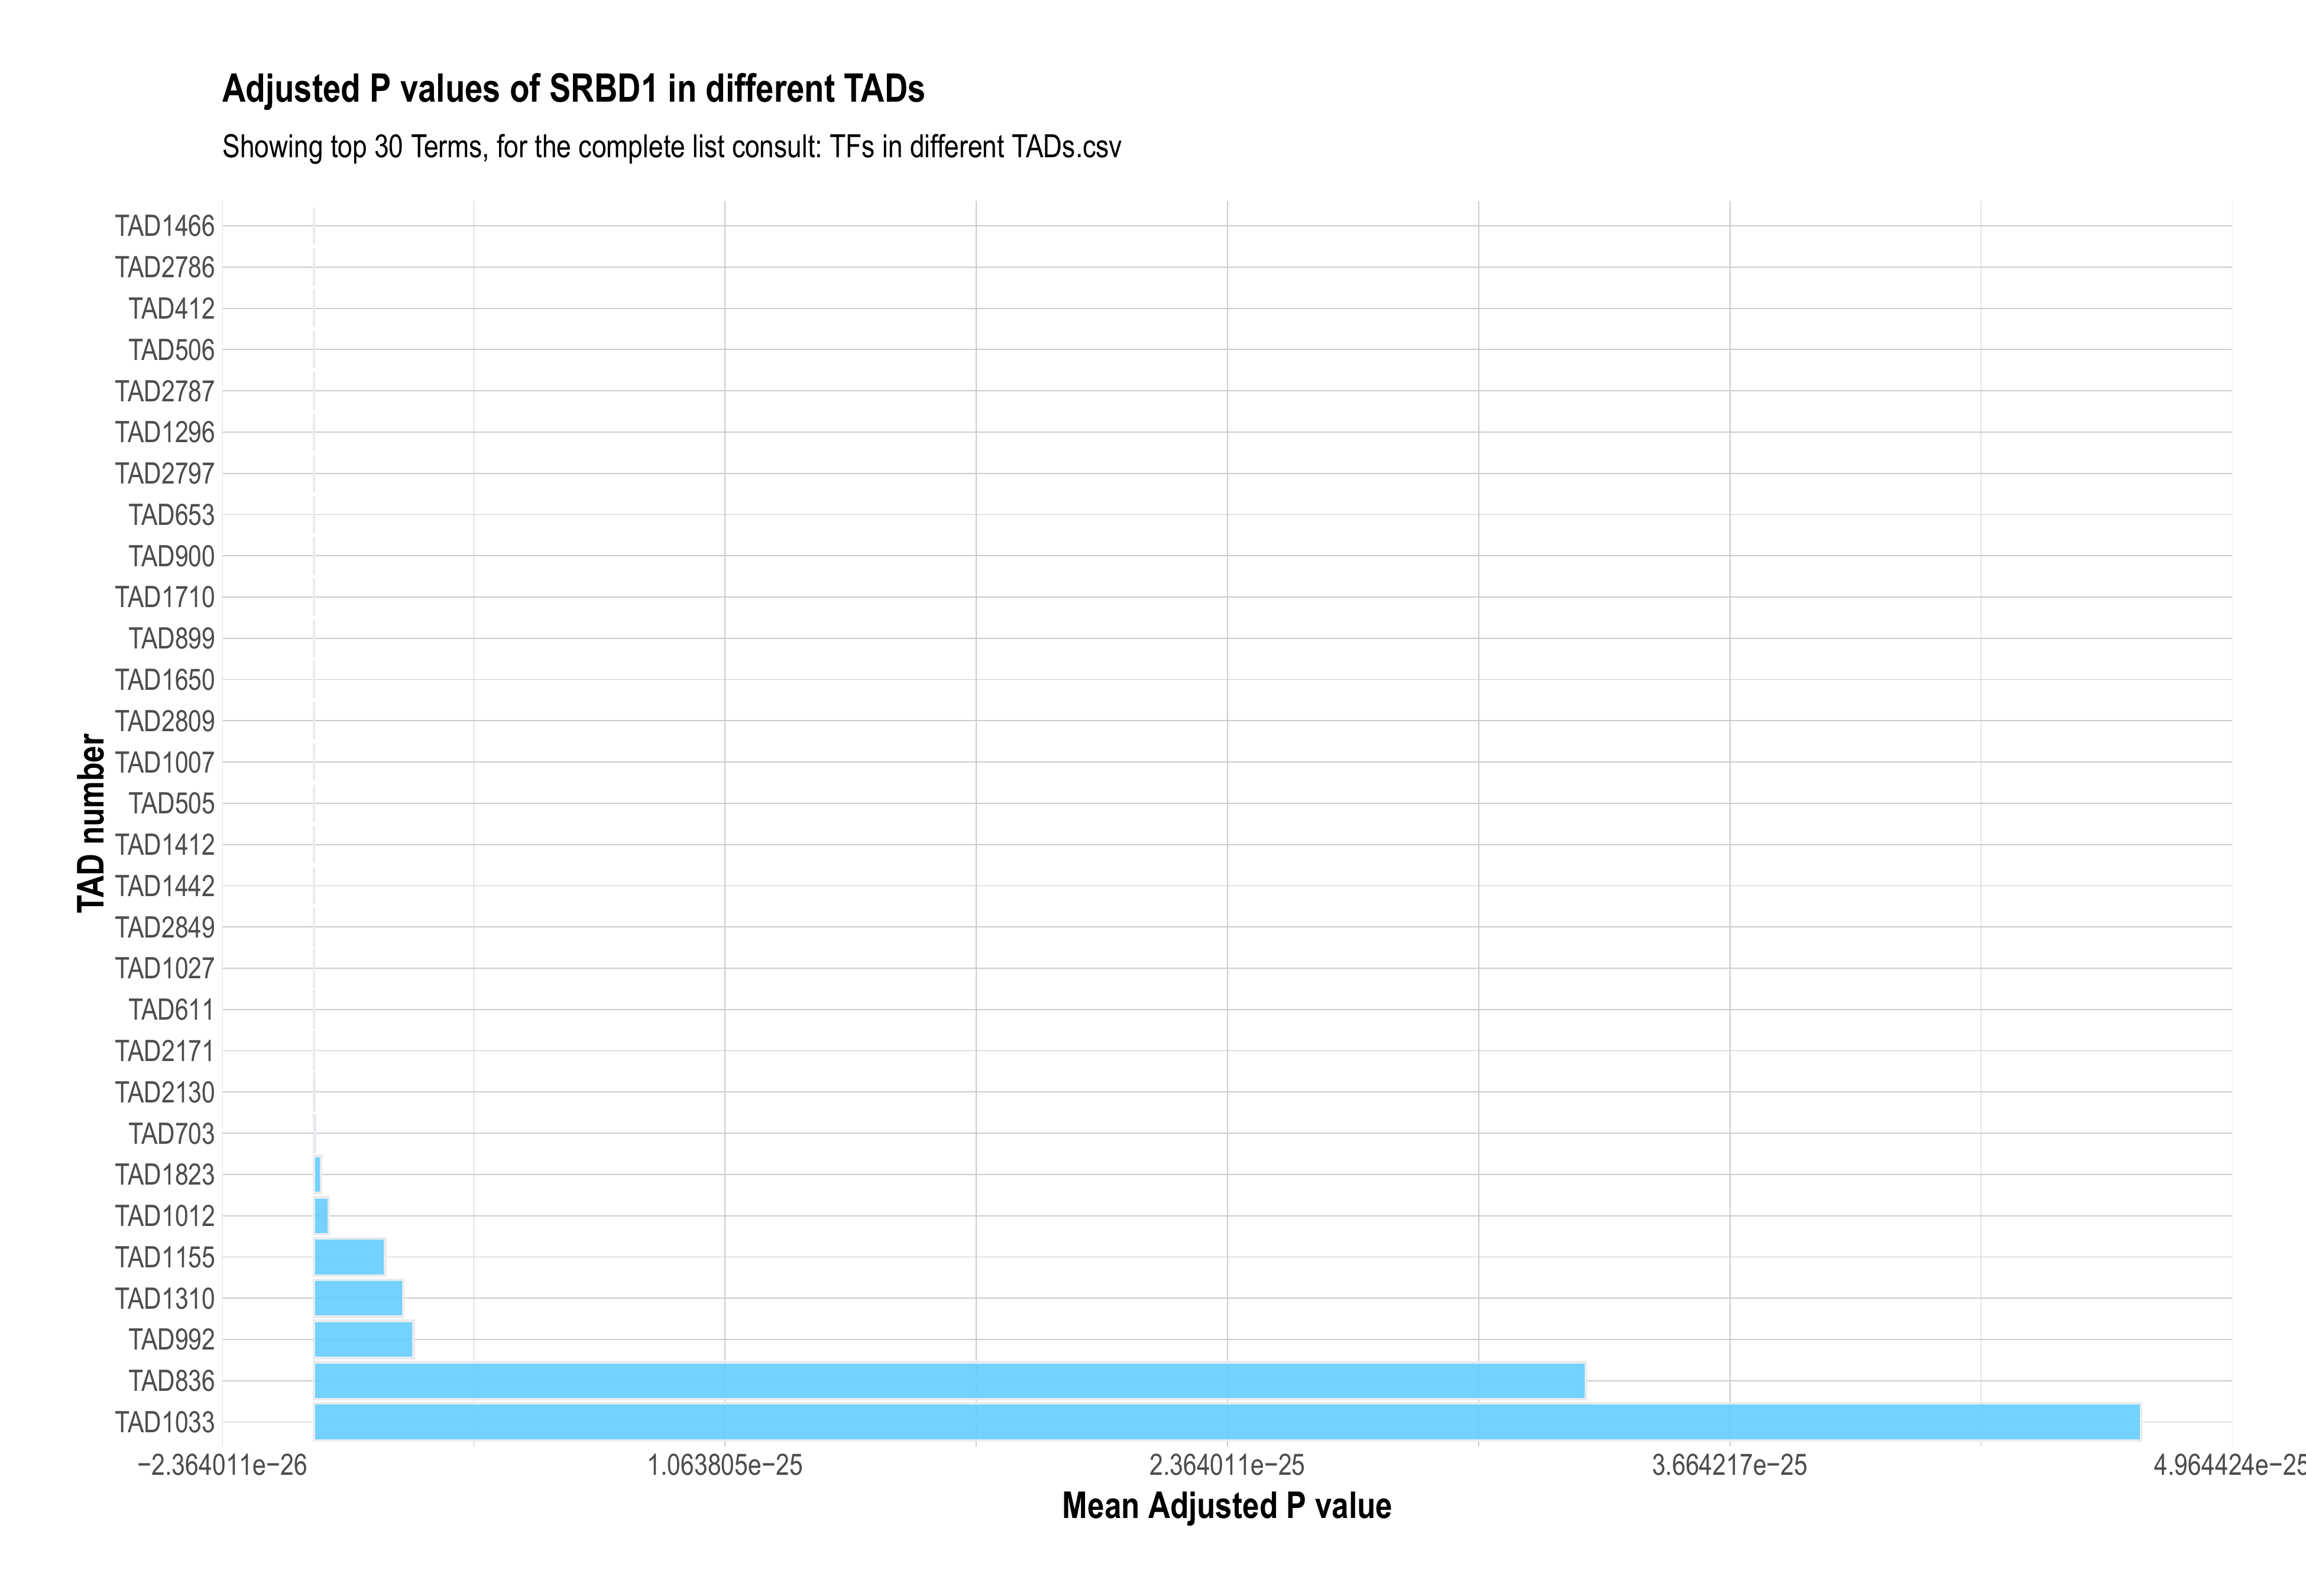 Adjusted P values of SRBD1 in different TADs
Showing top 30 Terms, for the complete list consult: TFs in different TADs.csv
TAD number
TAD1466
TAD2786
TAD412
TAD506
TAD2787
TAD1296
TAD2797
TAD653
TAD900
TAD1710
TAD899
TAD1650
TAD2809
TAD1007
TAD505
TAD1412
TAD1442
TAD2849
TAD1027
TAD611
TAD2171
TAD2130
TAD703
TAD1823
TAD1012
TAD1155
TAD1310
TAD992
TAD836
TAD1033
−2.364011e−26 1.063805e−25 2.364011e−25 3.664217e−25 4.964424e−25
Mean Adjusted P value